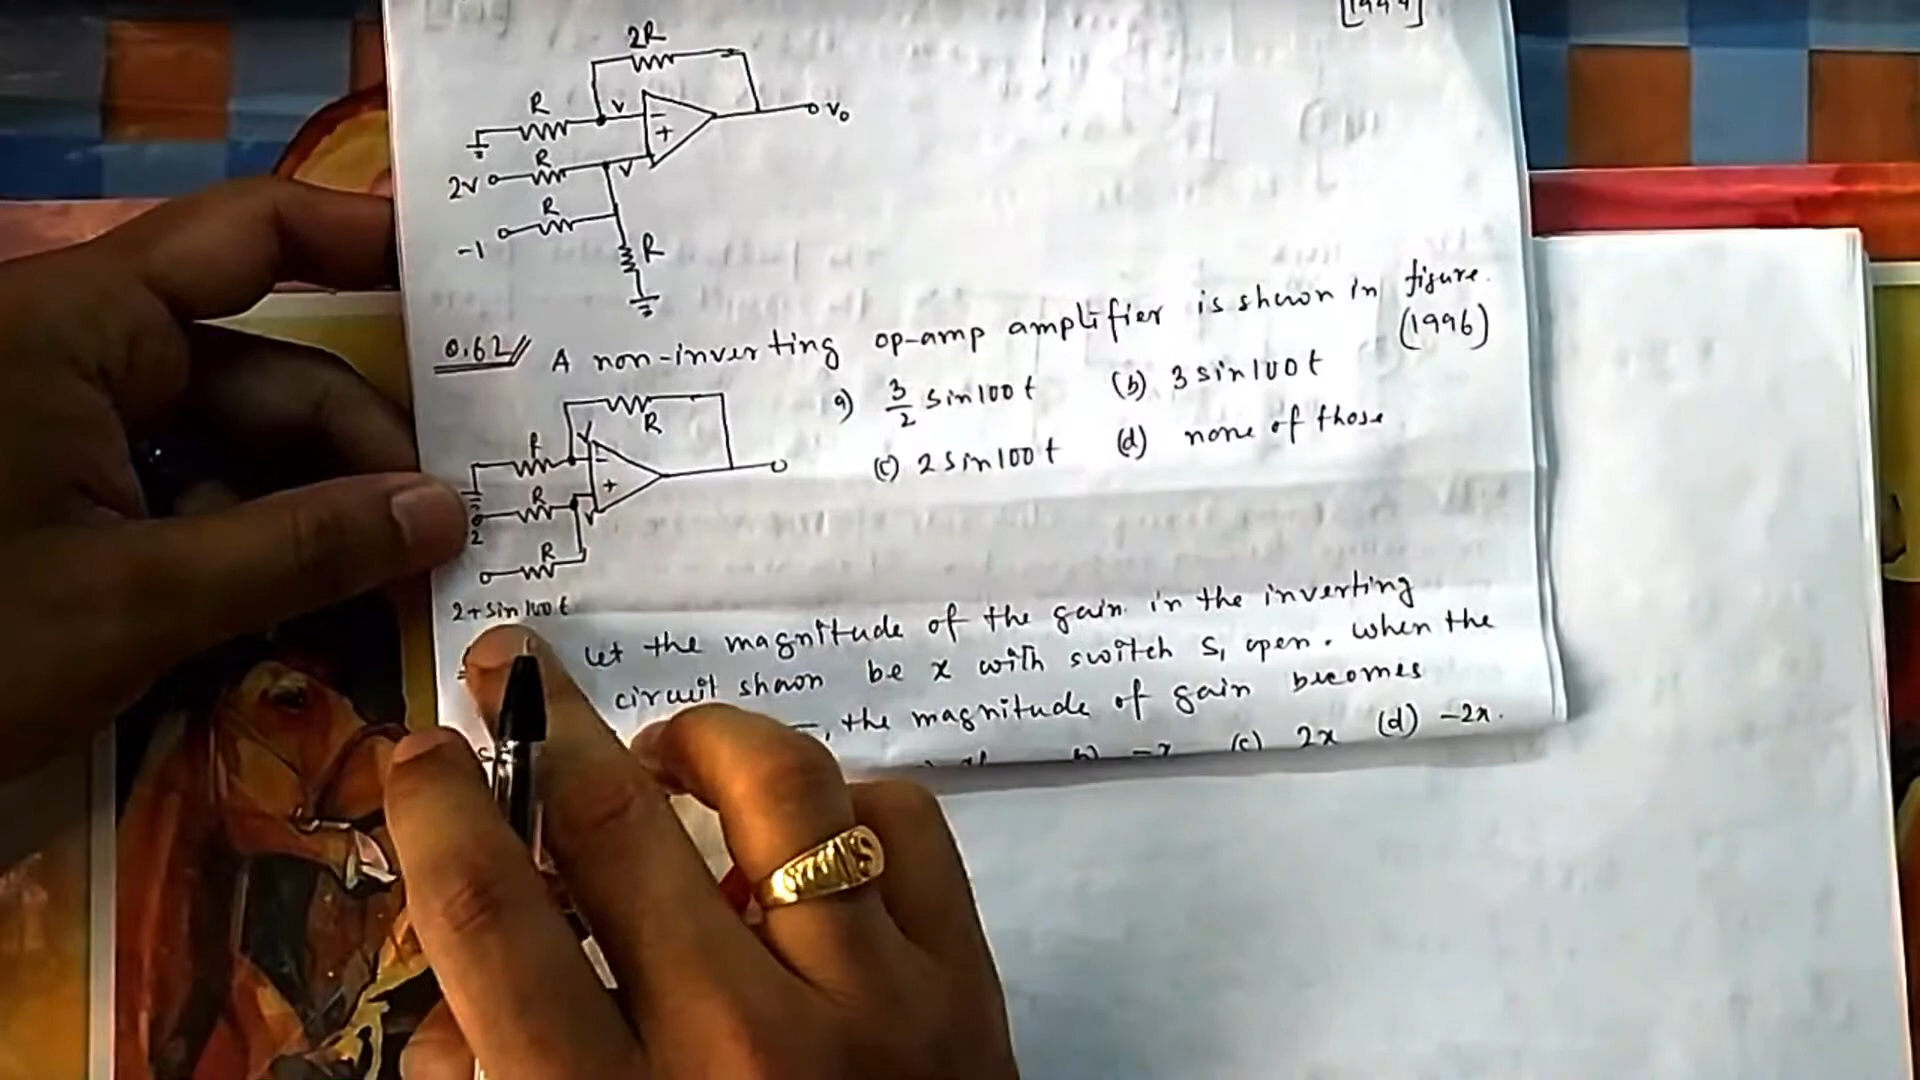 [1994]
2R
R
V
-
+
V₀
R
2V
V
R
-1
R
Q.62// A non-inverting op-amp amplifier is shown in figure.
(1996)
a) 3/2 sin100t (b) 3 sin100t
(c) 2 sin100t (d) none of those
R
R
V
-
+
R
2
V
R
2+sin100t
Let the magnitude of the gain in the inverting
circuit shown be x with switch S, open. When the
, the magnitude of gain becomes
b) -x (c) 2x (d) -2x.